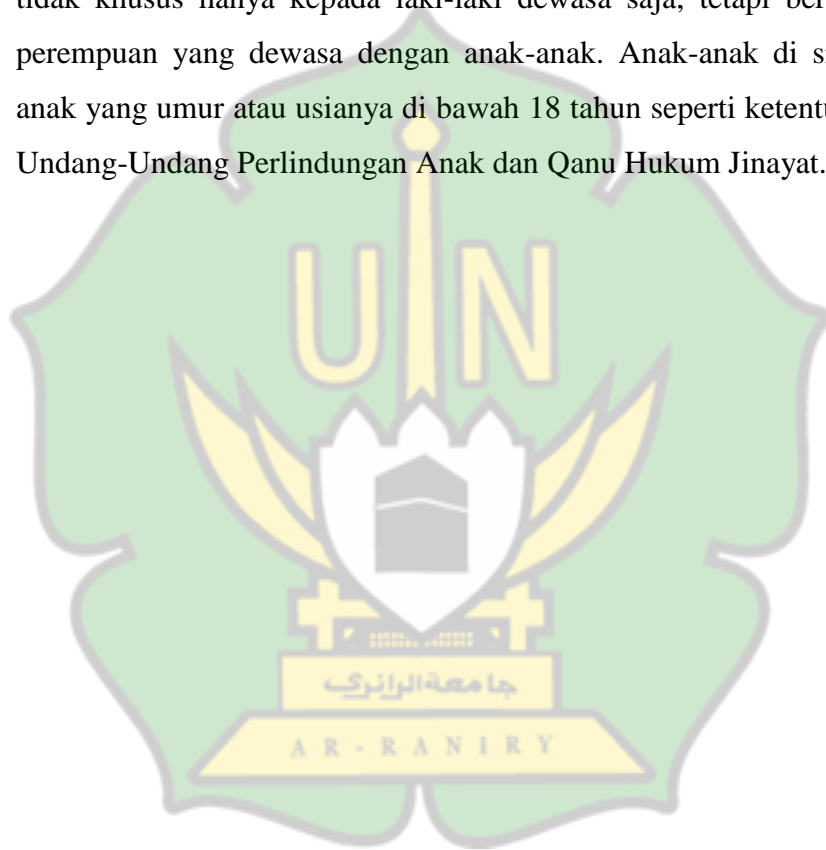 tidak khusus hanya kepada laki-laki dewasa saja, tetapi ber
perempuan yang dewasa dengan anak-anak. Anak-anak di s
anak yang umur atau usianya di bawah 18 tahun seperti ketentu
Undang-Undang Perlindungan Anak dan Qanu Hukum Jinayat.
UIN
جامعة الرانري
AR-RANIRY